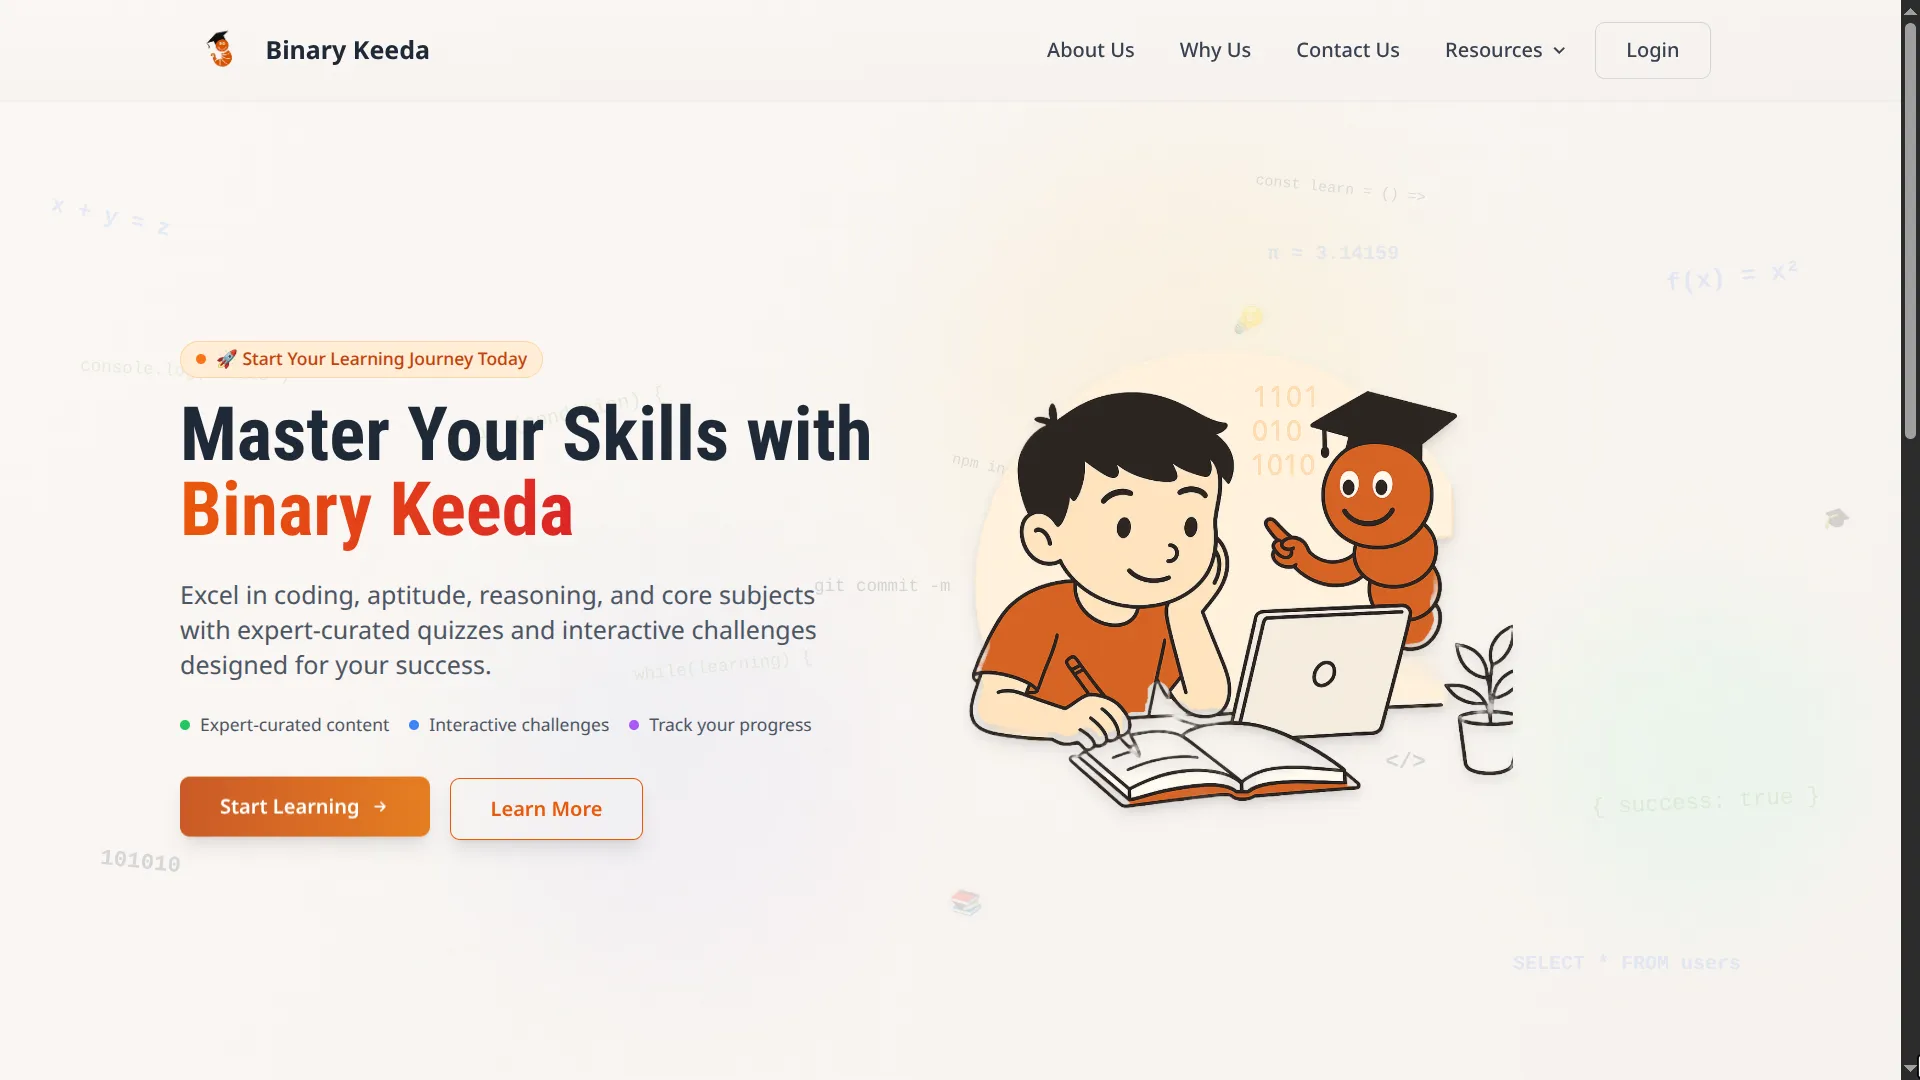 Binary Keeda
About Us
Why Us
Contact Us
Resources
Login
const learn = () =>
x + y = z
π = 3.14159
f(x) = x²
🚀 Start Your Learning Journey Today
1101
010
1010
Master Your Skills with
Binary Keeda
npm in
Excel in coding, aptitude, reasoning, and core subjects
with expert-curated quizzes and interactive challenges
designed for your success.
git commit -m
while(learning) {
Expert-curated content
Interactive challenges
Track your progress
</>
{ success: true }
Start Learning →
Learn More
101010
SELECT * FROM users